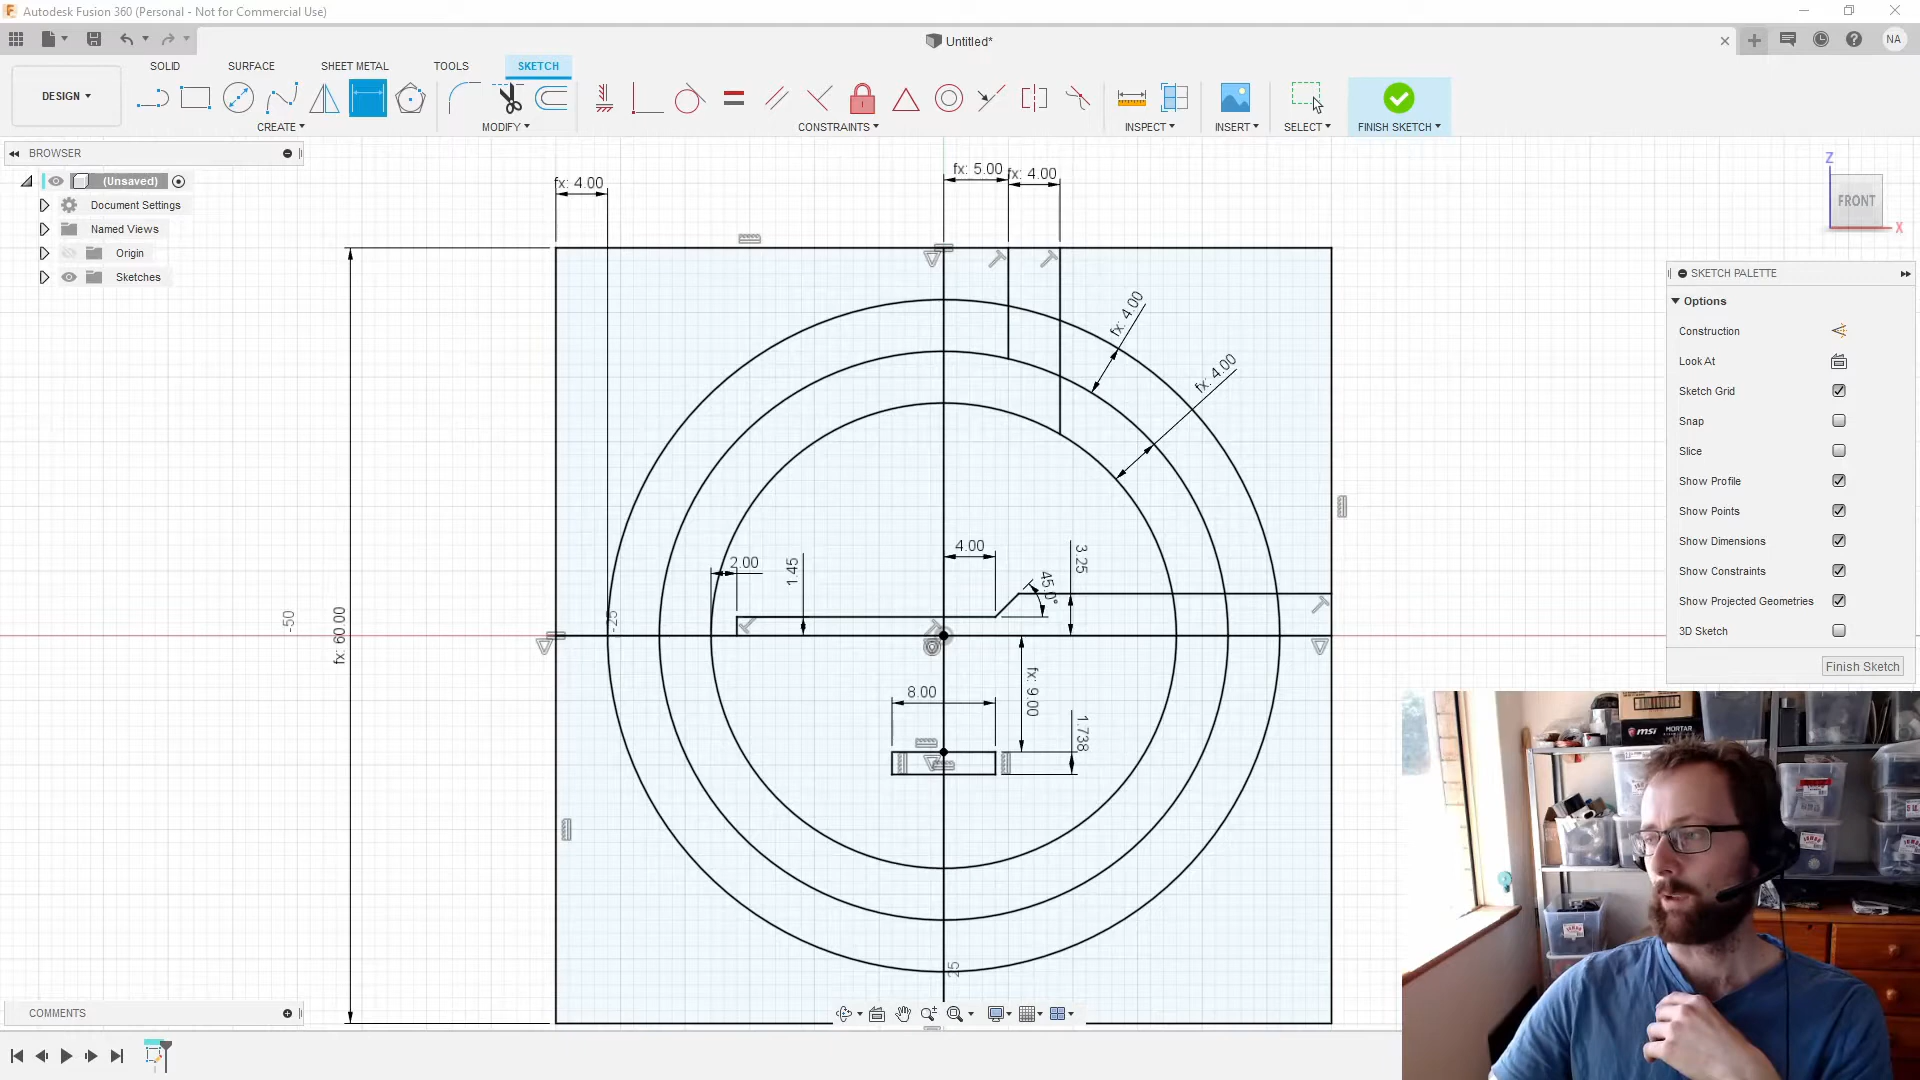 Autodesk Fusion 360 (Personal - Not for Commercial Use)
Untitled*
NA
SOLID
SURFACE
SHEET METAL
TOOLS
SKETCH
DESIGN
CREATE
MODIFY
CONSTRAINTS
INSPECT
INSERT
SELECT
FINISH SKETCH
BROWSER
(Unsaved)
Document Settings
Named Views
Origin
Sketches
fx: 4.00
fx: 5.00
fx: 4.00
fx: 4.00
fx: 4.00
2.00
1.45
4.00
45.0°
3.25
-50
fx: 60.00
-25
8.00
fx: 9.00
1.738
25
Z
FRONT
X
SKETCH PALETTE
Options
Construction
Look At
Sketch Grid
Snap
Slice
Show Profile
Show Points
Show Dimensions
Show Constraints
Show Projected Geometries
3D Sketch
Finish Sketch
msi
MORTAR
COMMENTS